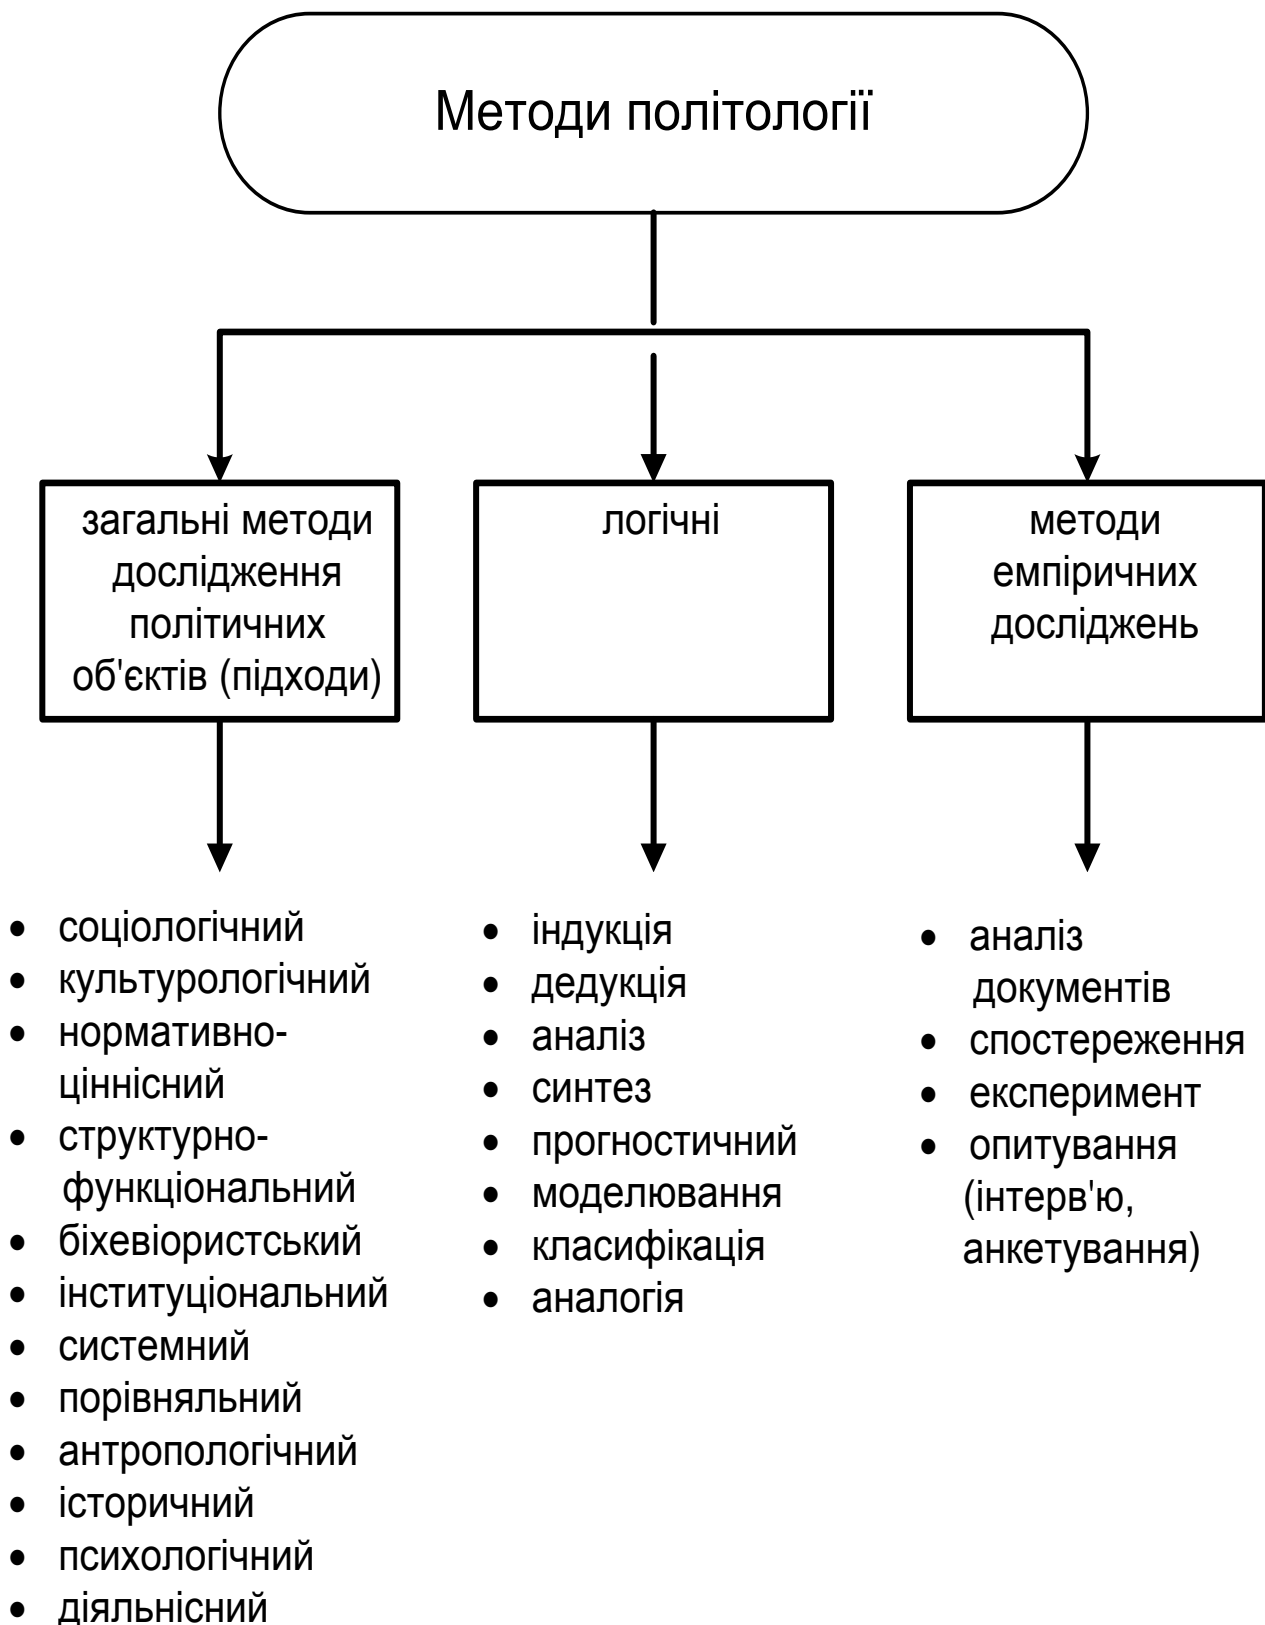 Методи політології
загальні методи
дослідження
політичних
об'єктів (підходи)
логічні
методи
емпіричних
досліджень
• соціологічний
• культурологічний
• нормативно-
ціннісний
• структурно-
функціональний
• біхевіористський
• інституціональний
• системний
• порівняльний
• антропологічний
• історичний
• психологічний
• діяльнісний
• індукція
• дедукція
• аналіз
• синтез
• прогностичний
• моделювання
• класифікація
• аналогія
• аналіз
документів
• спостереження
• експеримент
• опитування
(інтерв'ю,
анкетування)